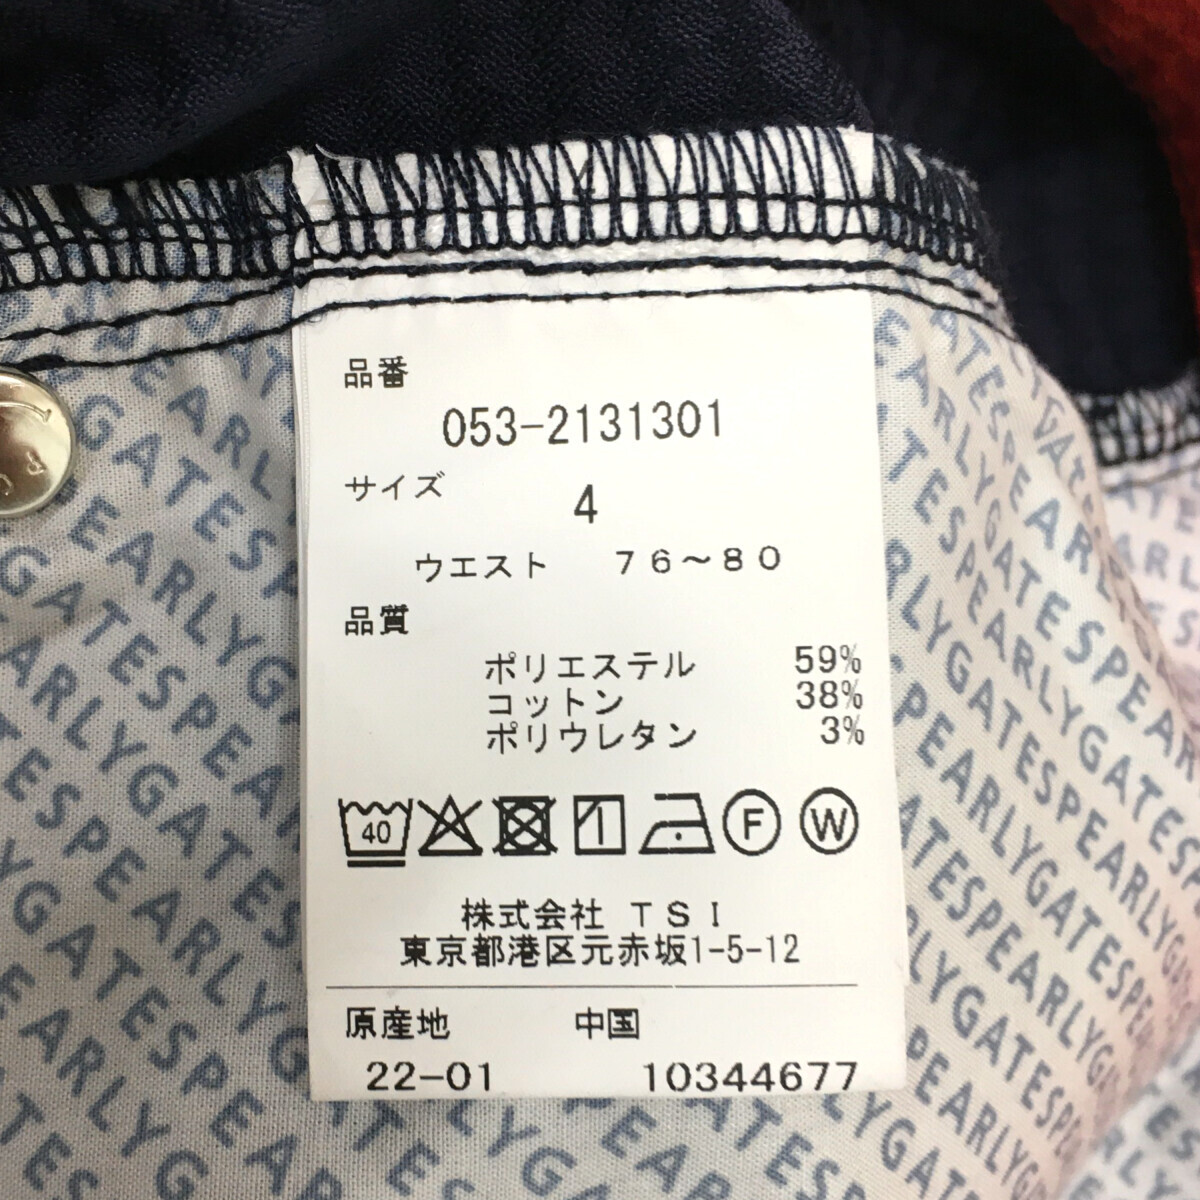 品番
053-2131301
サイズ
4
ウエスト 76~80
品質
ポリエステル 59%
コットン 38%
ポリウレタン 3%
40
F W
株式会社 TSI
東京都港区元赤坂1-5-12
原産地 中国
22-01 10344677
PEARLYGATES